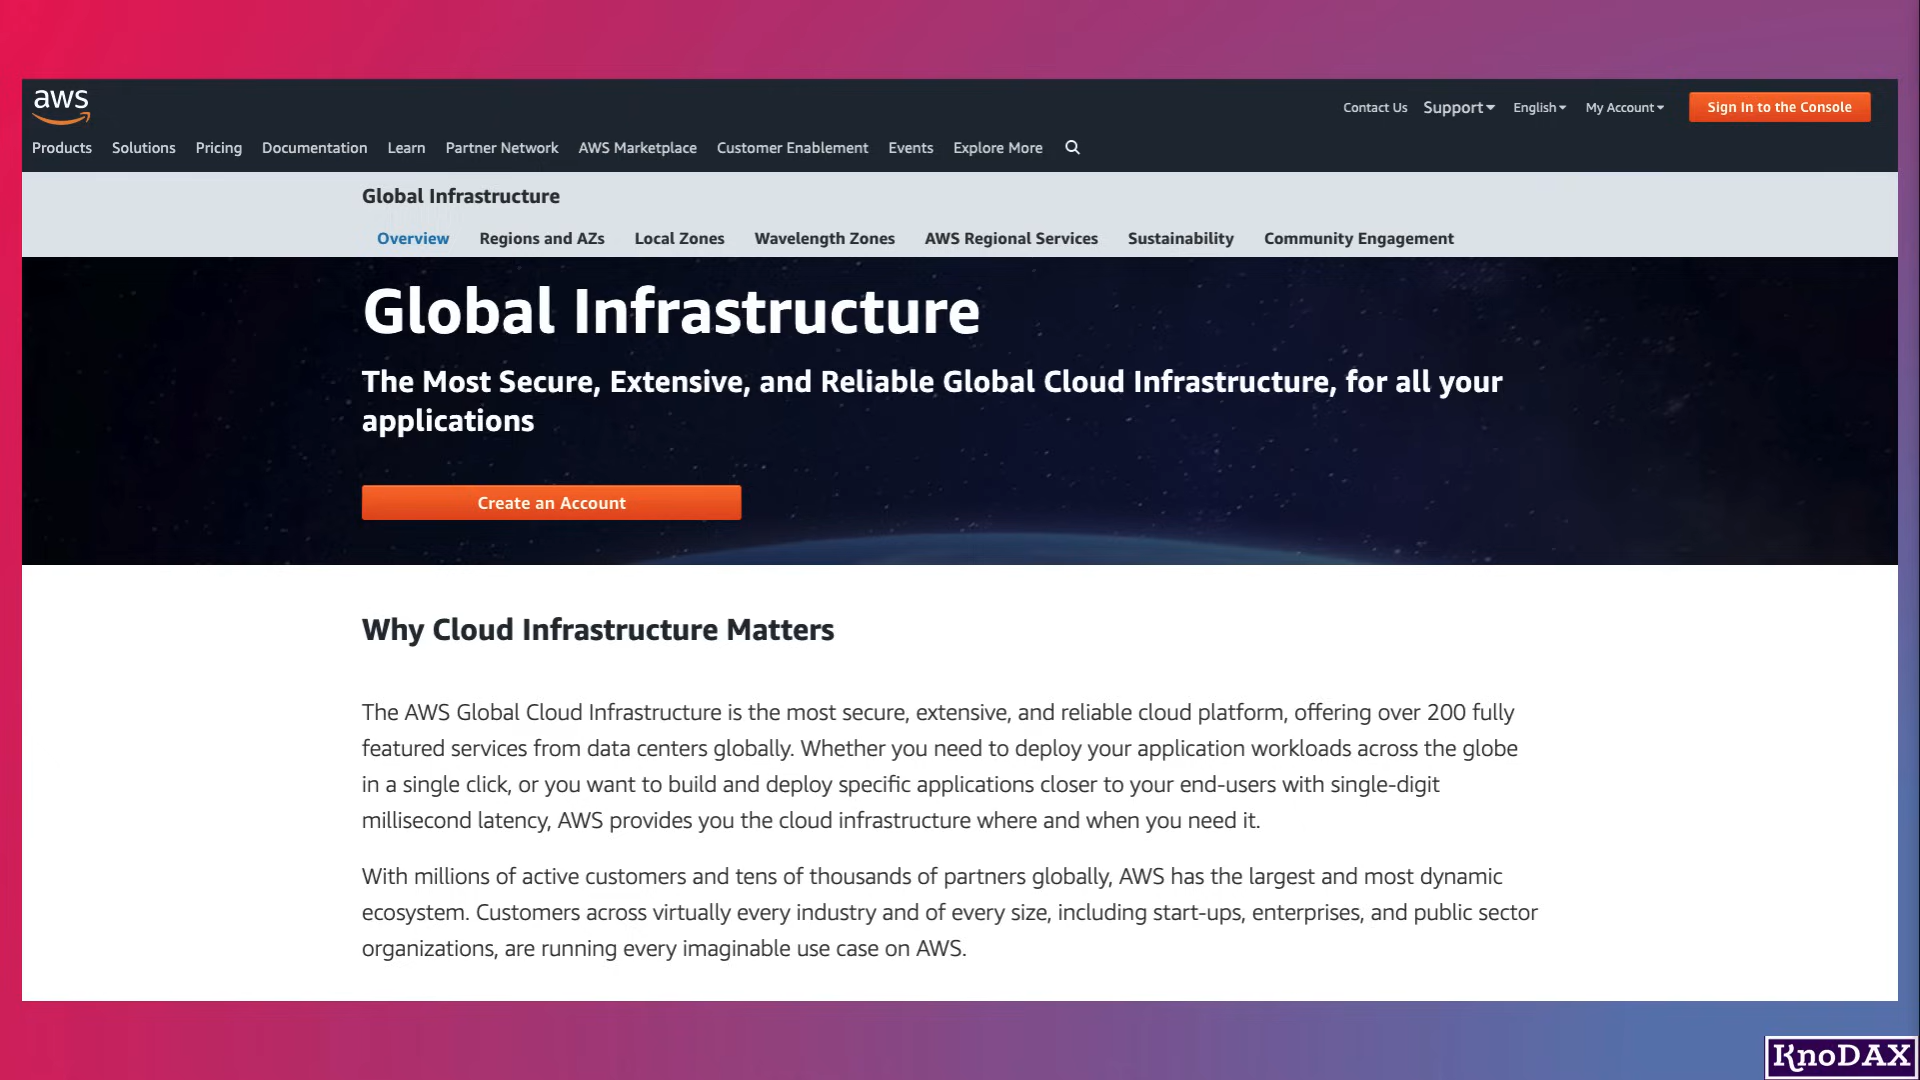 aws
Contact Us Support English My Account Sign In to the Console
Products Solutions Pricing Documentation Learn Partner Network AWS Marketplace Customer Enablement Events Explore More
Global Infrastructure
Overview Regions and AZs Local Zones Wavelength Zones AWS Regional Services Sustainability Community Engagement
Global Infrastructure
The Most Secure, Extensive, and Reliable Global Cloud Infrastructure, for all your
applications
Create an Account
Why Cloud Infrastructure Matters
The AWS Global Cloud Infrastructure is the most secure, extensive, and reliable cloud platform, offering over 200 fully
featured services from data centers globally. Whether you need to deploy your application workloads across the globe
in a single click, or you want to build and deploy specific applications closer to your end-users with single-digit
millisecond latency, AWS provides you the cloud infrastructure where and when you need it.
With millions of active customers and tens of thousands of partners globally, AWS has the largest and most dynamic
ecosystem. Customers across virtually every industry and of every size, including start-ups, enterprises, and public sector
organizations, are running every imaginable use case on AWS.
KnoDAX